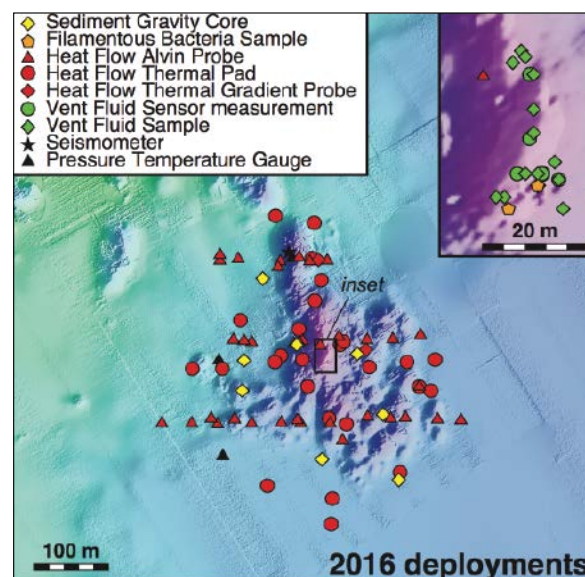 Sediment Gravity Core
Filamentous Bacteria Sample
Heat Flow Alvin Probe
Heat Flow Thermal Pad
Heat Flow Thermal Gradient Probe
Vent Fluid Sensor measurement
Vent Fluid Sample
Seismometer
Pressure Temperature Gauge
20 m
inset
100 m
2016 deployments